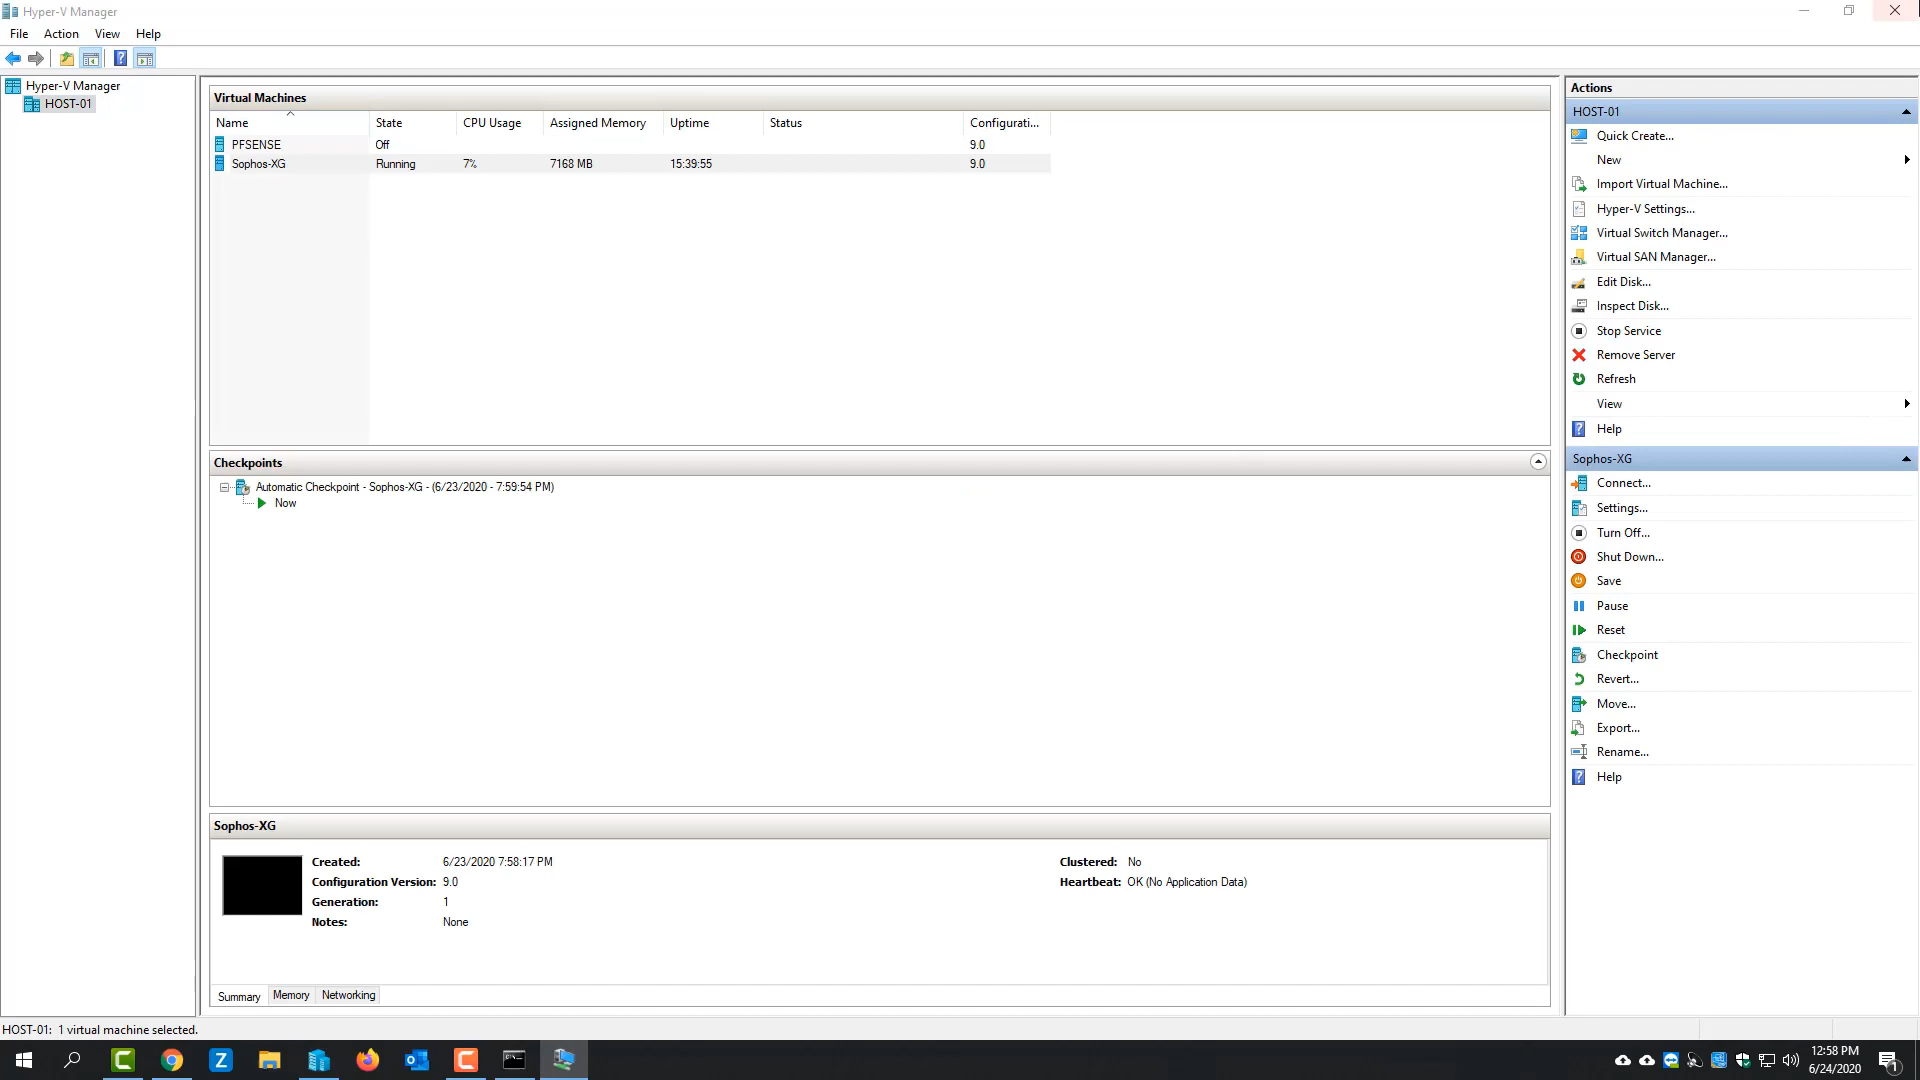 Hyper-V Manager
File Action View Help
Hyper-V Manager
HOST-01
Virtual Machines
Name State CPU Usage Assigned Memory Uptime Status Configurati...
PFSENSE Off 9.0
Sophos-XG Running 7% 7168 MB 15:39:55 9.0
Checkpoints
Automatic Checkpoint - Sophos-XG - (6/23/2020 - 7:59:54 PM)
Now
Sophos-XG
Created: 6/23/2020 7:58:17 PM Clustered: No
Configuration Version: 9.0 Heartbeat: OK (No Application Data)
Generation: 1
Notes: None
Summary Memory Networking
Actions
HOST-01
Quick Create...
New
Import Virtual Machine...
Hyper-V Settings...
Virtual Switch Manager...
Virtual SAN Manager...
Edit Disk...
Inspect Disk...
Stop Service
Remove Server
Refresh
View
Help
Sophos-XG
Connect...
Settings...
Turn Off...
Shut Down...
Save
Pause
Reset
Checkpoint
Revert...
Move...
Export...
Rename...
Help
HOST-01: 1 virtual machine selected.
12:58 PM
6/24/2020
1